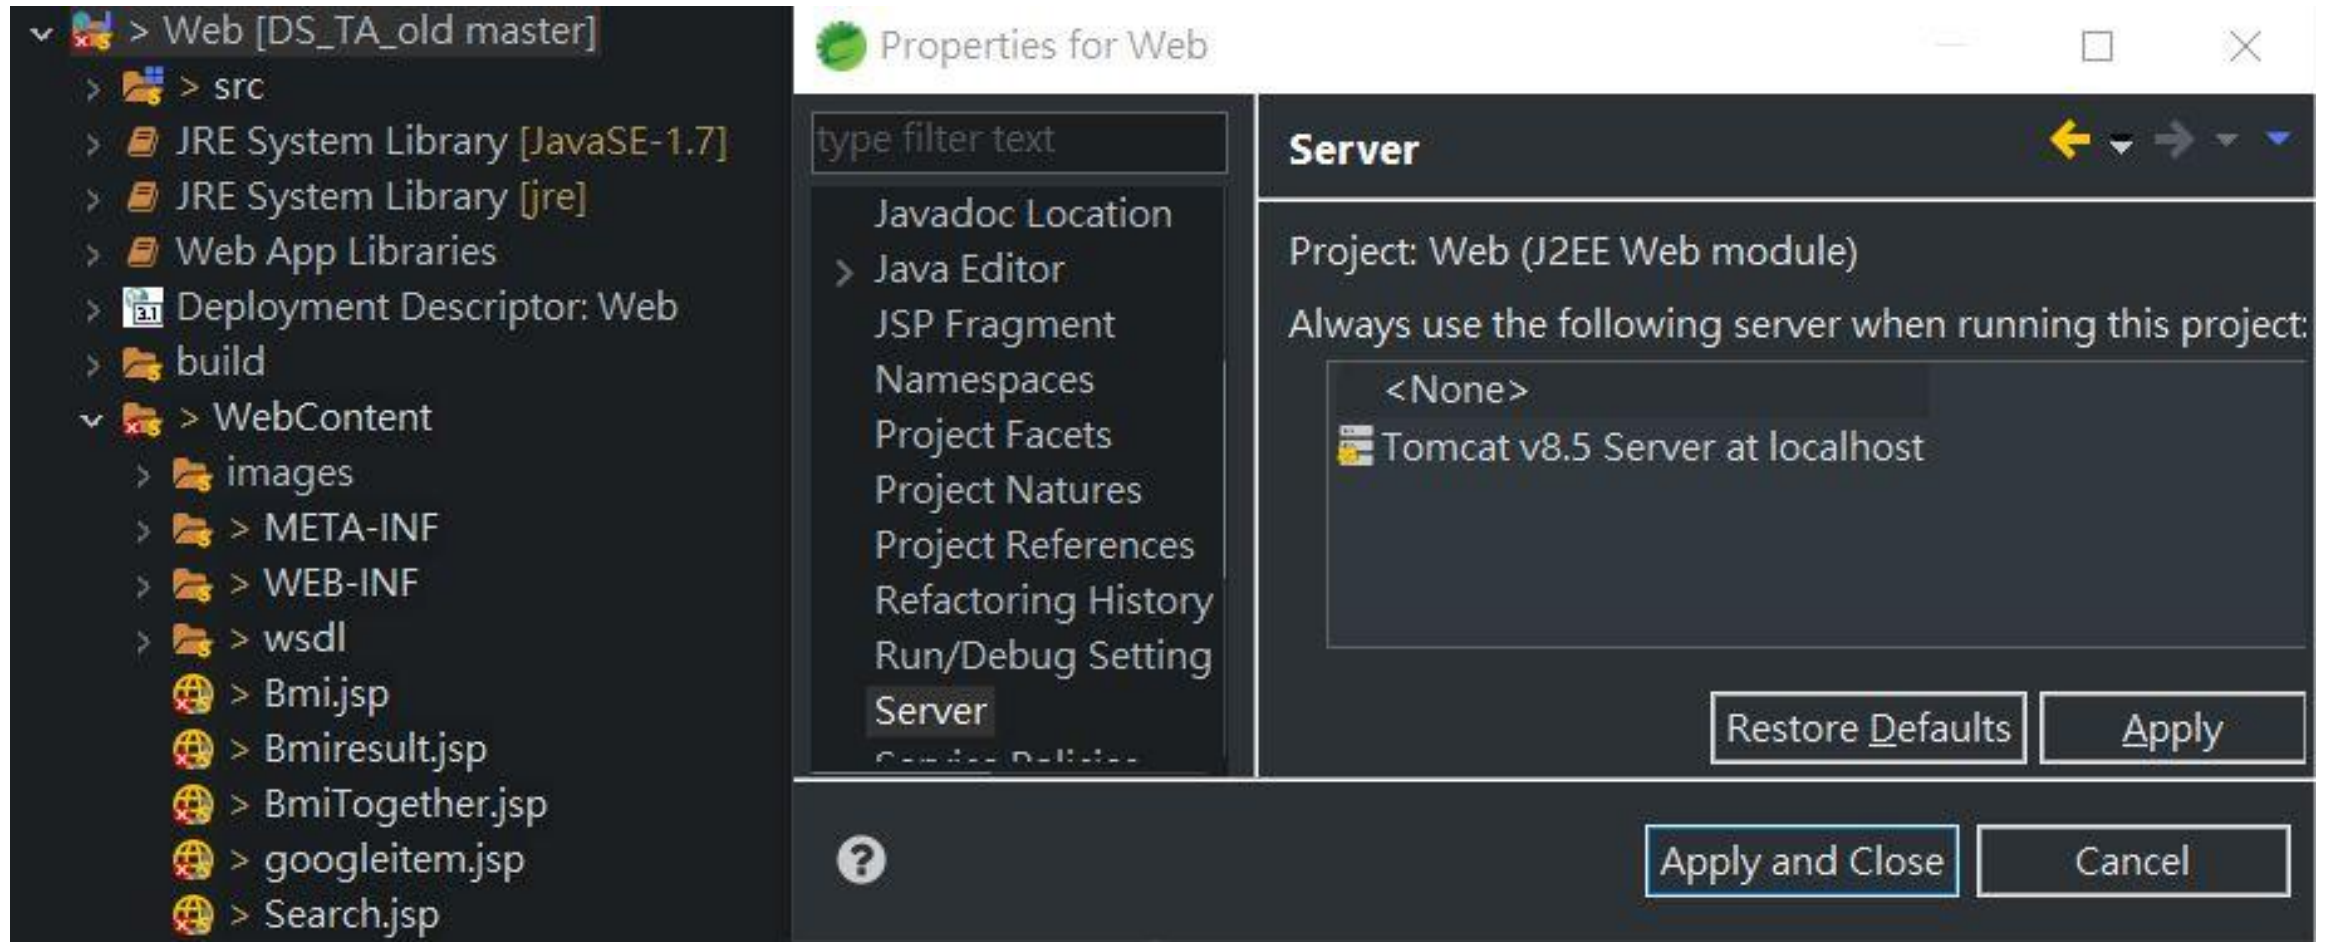 > Web [DS_TA_old master]
> src
JRE System Library [JavaSE-1.7]
JRE System Library [jre]
Web App Libraries
3.1 Deployment Descriptor: Web
build
> WebContent
images
> META-INF
> WEB-INF
> wsdl
> Bmi.jsp
> Bmiresult.jsp
> BmiTogether.jsp
> googleitem.jsp
> Search.jsp
Properties for Web
type filter text
Javadoc Location
Java Editor
JSP Fragment
Namespaces
Project Facets
Project Natures
Project References
Refactoring History
Run/Debug Setting
Server
Server
Project: Web (J2EE Web module)
Always use the following server when running this project:
<None>
Tomcat v8.5 Server at localhost
Restore Defaults
Apply
Apply and Close
Cancel